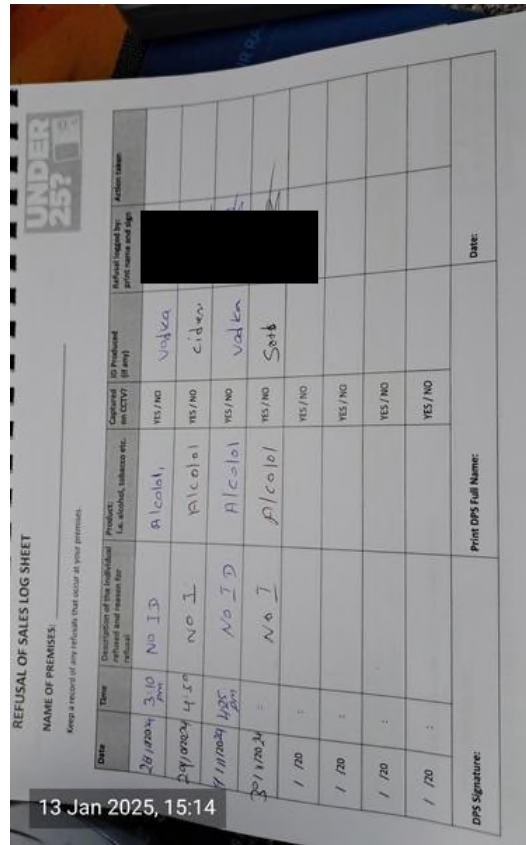 REFUSAL OF SALES LOG SHEET
UNDER
25?
NAME OF PREMISES:
Keep a record of any refusals that occur at your premises.
Date Time Description of the individual refused and reason for refusal Product: i.e. alcohol, tobacco etc. Captured on CCTV? ID Produced (if any) Refusal logged by: print name and sign Action taken
3:10 pm NO ID Alcolol, YES / NO vodka
4:50 NO I Alcolol YES / NO cider
4:25 pm NO ID Alcolol YES / NO vodka
: NO I Alcolol YES / NO
/ /20 : YES / NO
/ /20 : YES / NO
/ /20 : YES / NO
/ /20 : YES / NO
DPS Signature: Print DPS Full Name: Date:
13 Jan 2025, 15:14